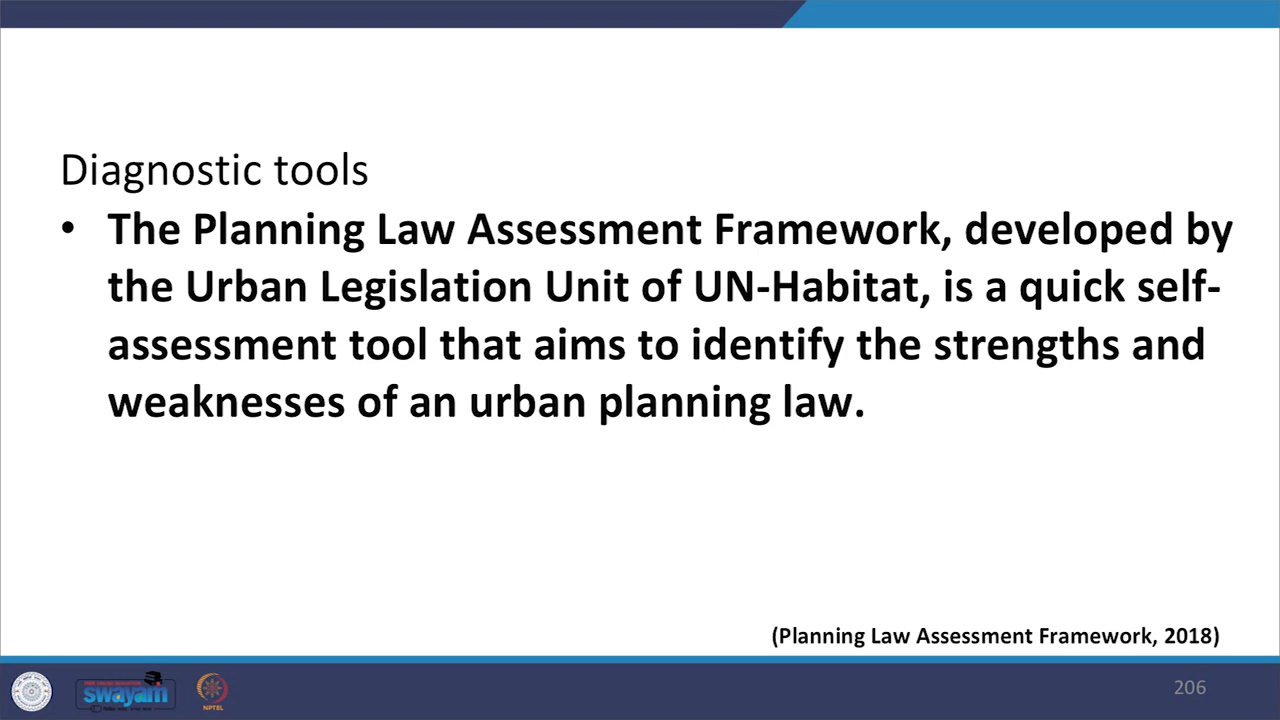 Diagnostic tools
• The Planning Law Assessment Framework, developed by
the Urban Legislation Unit of UN-Habitat, is a quick self-
assessment tool that aims to identify the strengths and
weaknesses of an urban planning law.
(Planning Law Assessment Framework, 2018)
swayam
NPTEL
206